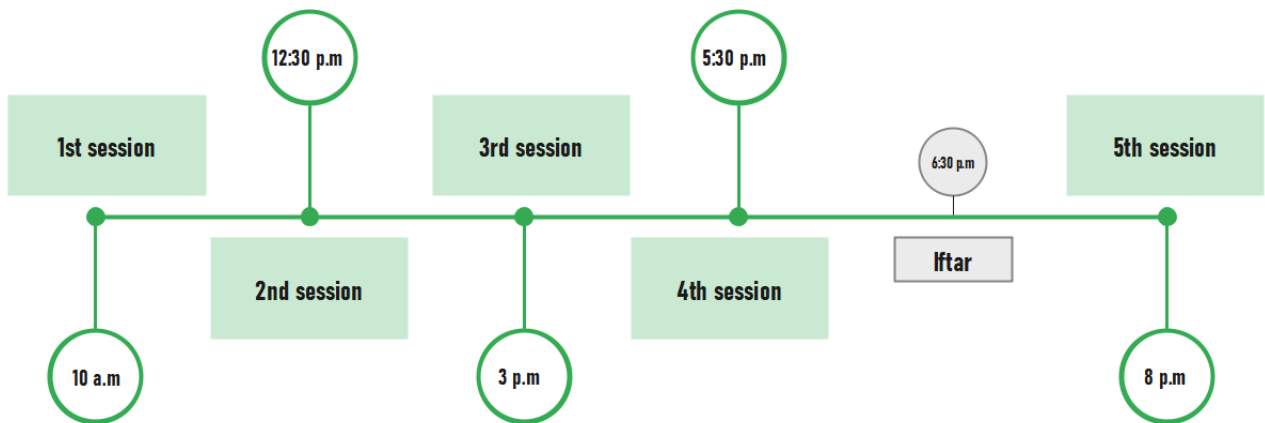 12:30 p.m
5:30 p.m
1st session
3rd session
6:30 p.m
5th session
2nd session
4th session
Iftar
10 a.m
3 p.m
8 p.m